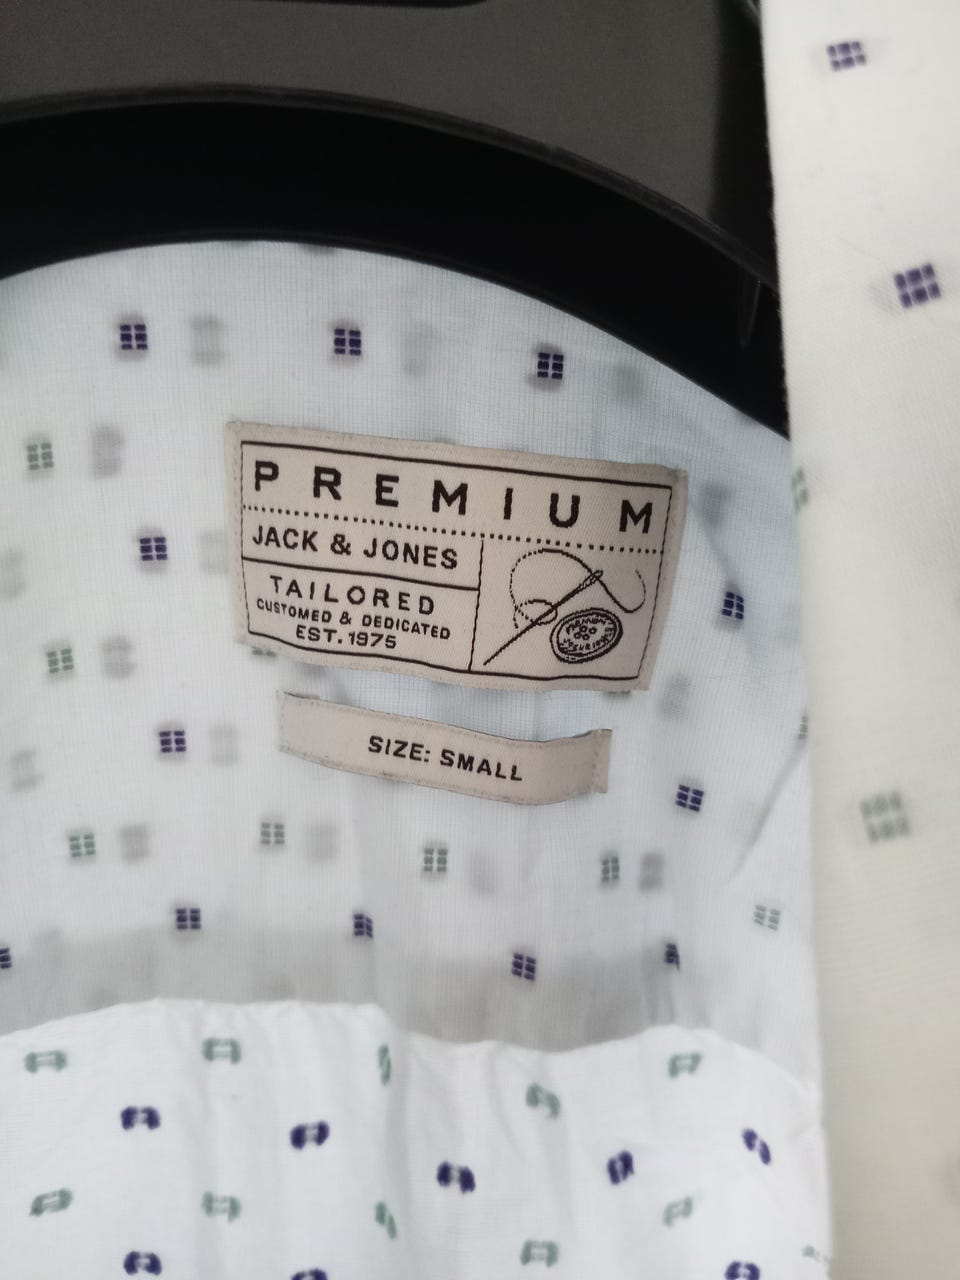 PREMIUM
JACK & JONES
TAILORED
CUSTOMED & DEDICATED
EST. 1975
SIZE: SMALL